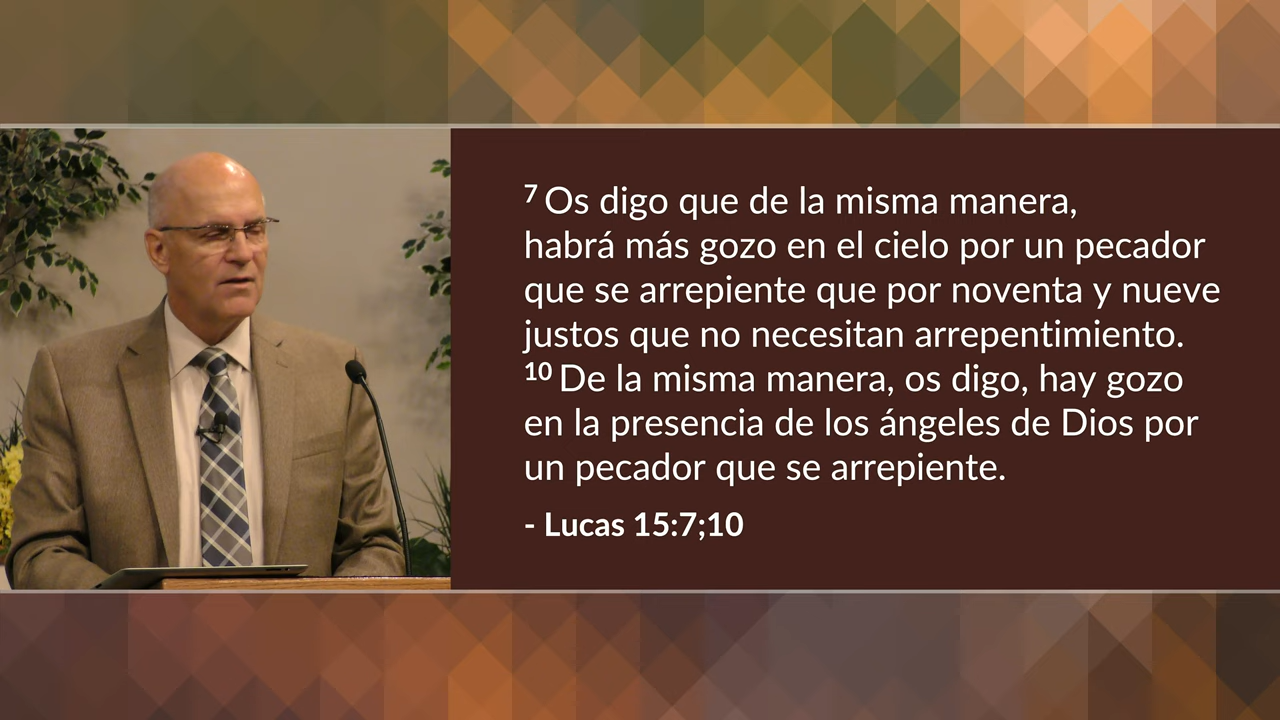 7 Os digo que de la misma manera,
habrá más gozo en el cielo por un pecador
que se arrepiente que por noventa y nueve
justos que no necesitan arrepentimiento.
10 De la misma manera, os digo, hay gozo
en la presencia de los ángeles de Dios por
un pecador que se arrepiente.
- Lucas 15:7;10